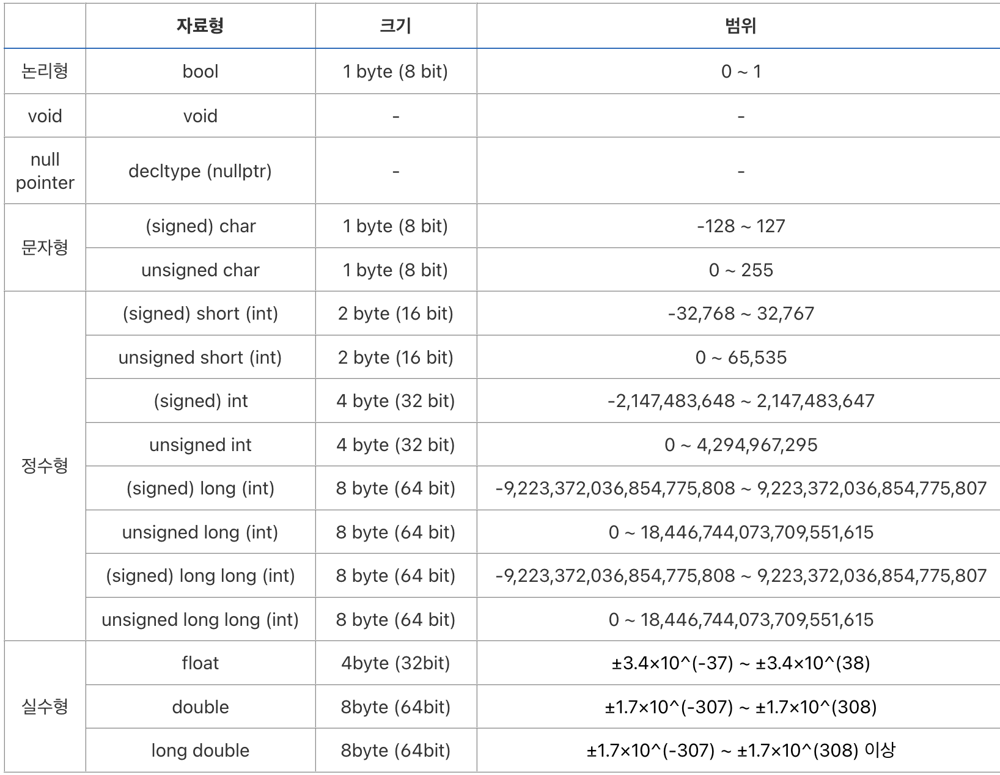 자료형 크기 범위
논리형 bool 1 byte (8 bit) 0 ~ 1
void void - -
null
pointer decltype (nullptr) - -
문자형 (signed) char 1 byte (8 bit) -128 ~ 127
unsigned char 1 byte (8 bit) 0 ~ 255
정수형 (signed) short (int) 2 byte (16 bit) -32,768 ~ 32,767
unsigned short (int) 2 byte (16 bit) 0 ~ 65,535
(signed) int 4 byte (32 bit) -2,147,483,648 ~ 2,147,483,647
unsigned int 4 byte (32 bit) 0 ~ 4,294,967,295
(signed) long (int) 8 byte (64 bit) -9,223,372,036,854,775,808 ~ 9,223,372,036,854,775,807
unsigned long (int) 8 byte (64 bit) 0 ~ 18,446,744,073,709,551,615
(signed) long long (int) 8 byte (64 bit) -9,223,372,036,854,775,808 ~ 9,223,372,036,854,775,807
unsigned long long (int) 8 byte (64 bit) 0 ~ 18,446,744,073,709,551,615
실수형 float 4byte (32bit) ±3.4×10^(-37) ~ ±3.4×10^(38)
double 8byte (64bit) ±1.7×10^(-307) ~ ±1.7×10^(308)
long double 8byte (64bit) ±1.7×10^(-307) ~ ±1.7×10^(308) 이상